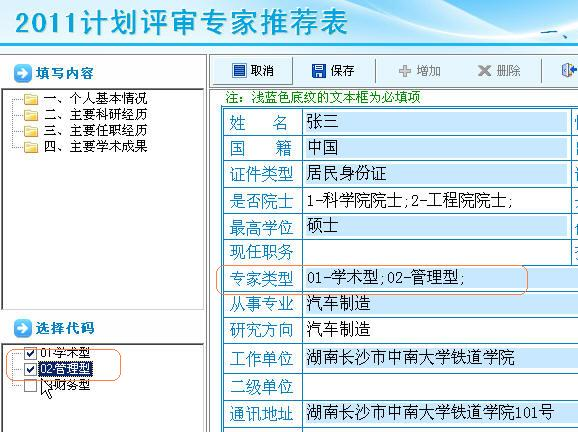 2011计划评审专家推荐表
填写内容
一、个人基本情况
二、主要科研经历
三、主要任职经历
四、主要学术成果
选择代码
01-学术型
02-管理型
03-财务型
取消 保存 增加 删除
注：浅蓝色底纹的文本框为必填项
姓 名 张三
国 籍 中国
证件类型 居民身份证
是否院士 1-科学院院士;2-工程院院士;
最高学位 硕士
现任职务
专家类型 01-学术型;02-管理型;
从事专业 汽车制造
研究方向 汽车制造
工作单位 湖南长沙市中南大学铁道学院
二级单位
通讯地址 湖南长沙市中南大学铁道学院101号